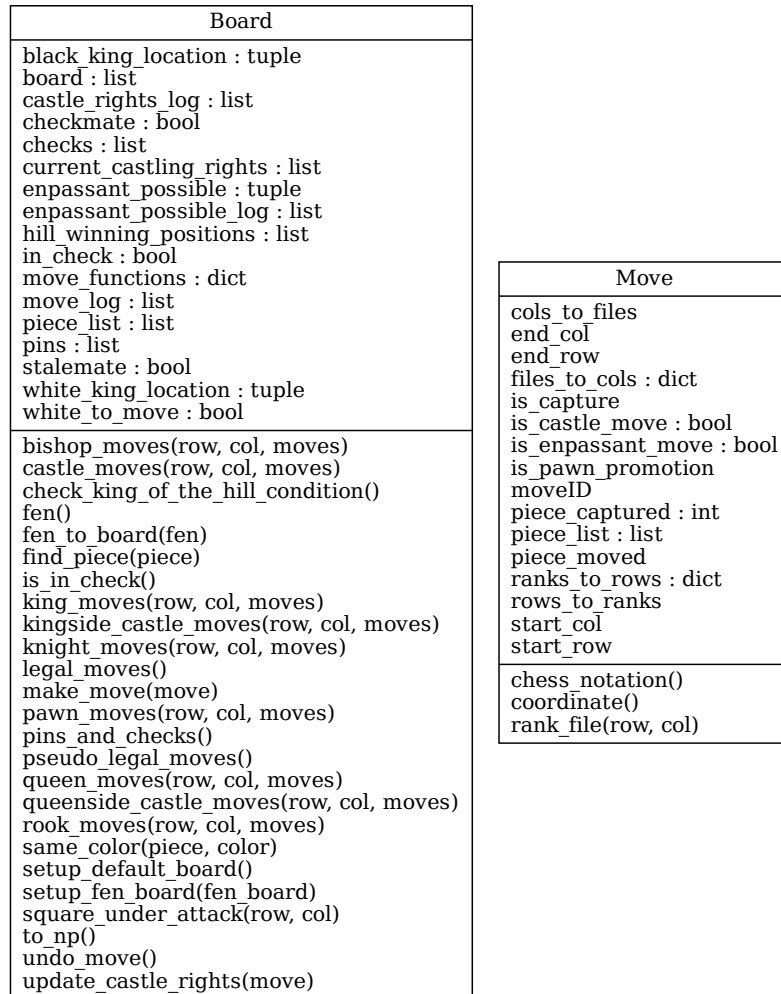 Board
black_king_location : tuple
board : list
castle_rights_log : list
checkmate : bool
checks : list
current_castling_rights : list
enpassant_possible : tuple
enpassant_possible_log : list
hill_winning_positions : list
in_check : bool
move_functions : dict
move_log : list
piece_list : list
pins : list
stalemate : bool
white_king_location : tuple
white_to_move : bool
bishop_moves(row, col, moves)
castle_moves(row, col, moves)
check_king_of_the_hill_condition()
fen()
fen_to_board(fen)
find_piece(piece)
is_in_check()
king_moves(row, col, moves)
kingside_castle_moves(row, col, moves)
knight_moves(row, col, moves)
legal_moves()
make_move(move)
pawn_moves(row, col, moves)
pins_and_checks()
pseudo_legal_moves()
queen_moves(row, col, moves)
queenside_castle_moves(row, col, moves)
rook_moves(row, col, moves)
same_color(piece, color)
setup_default_board()
setup_fen_board(fen_board)
square_under_attack(row, col)
to_np()
undo_move()
update_castle_rights(move)
Move
cols_to_files
end_col
end_row
files_to_cols : dict
is_capture
is_castle_move : bool
is_enpassant_move : bool
is_pawn_promotion
moveID
piece_captured : int
piece_list : list
piece_moved
ranks_to_rows : dict
rows_to_ranks
start_col
start_row
chess_notation()
coordinate()
rank_file(row, col)